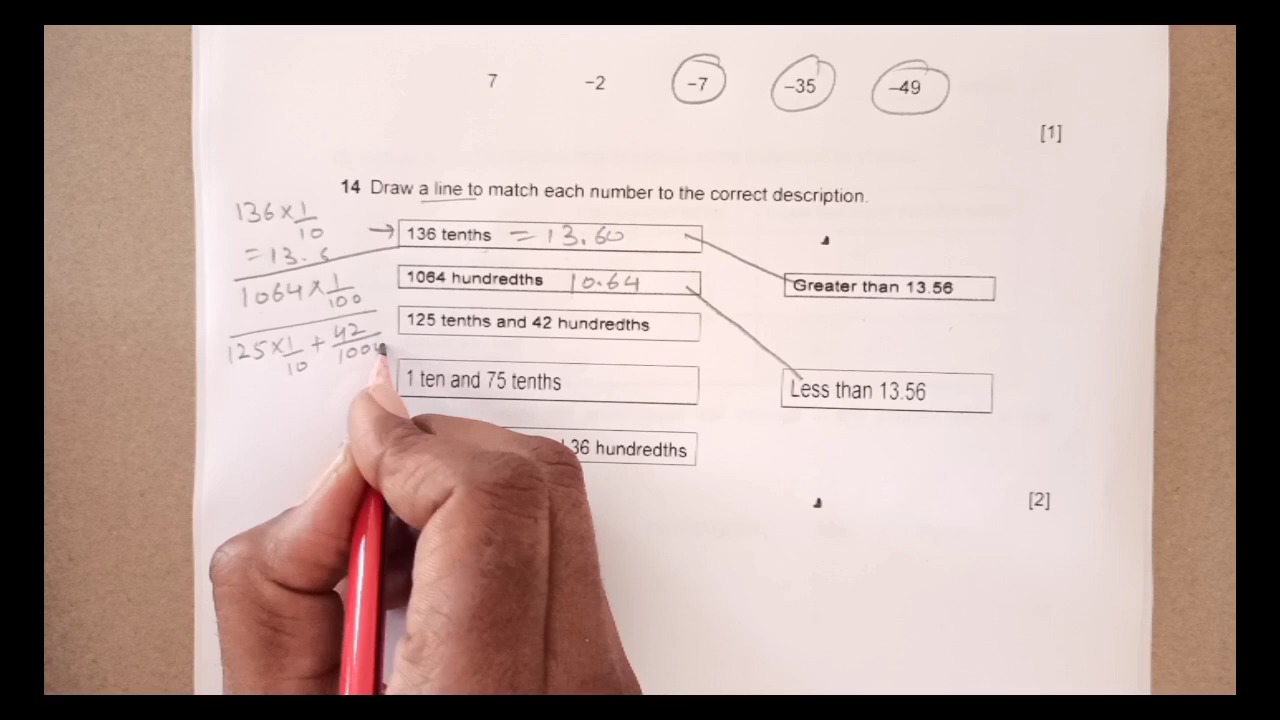 7 -2 -7 -35 -49
[1]
14 Draw a line to match each number to the correct description.
136 × 1/10
= 13.6
136 tenths = 13.60
Greater than 13.56
1064 × 1/100
1064 hundredths 10.64
125 × 1/10 + 42/100
125 tenths and 42 hundredths
1 ten and 75 tenths
Less than 13.56
36 hundredths
[2]